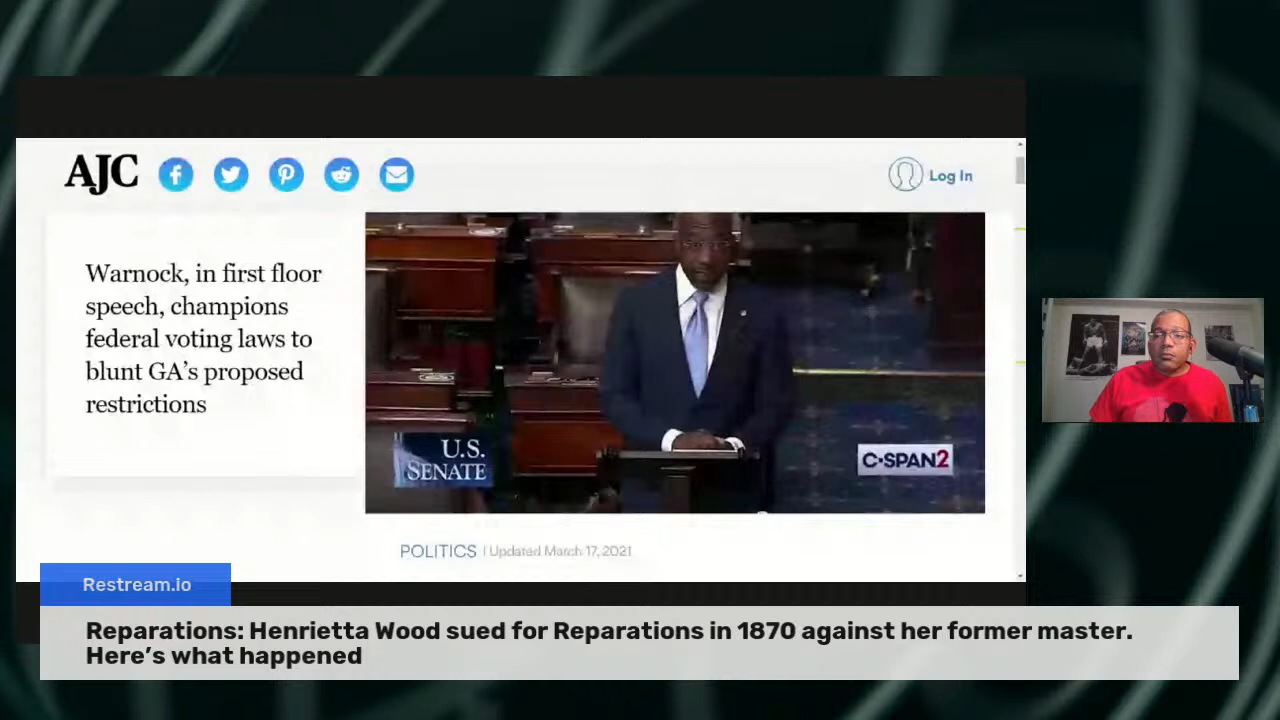 AJC
Log In
Warnock, in first floor
speech, champions
federal voting laws to
blunt GA's proposed
restrictions
U.S.
SENATE
C-SPAN2
POLITICS | Updated March 17, 2021
Restream.io
Reparations: Henrietta Wood sued for Reparations in 1870 against her former master.
Here's what happened